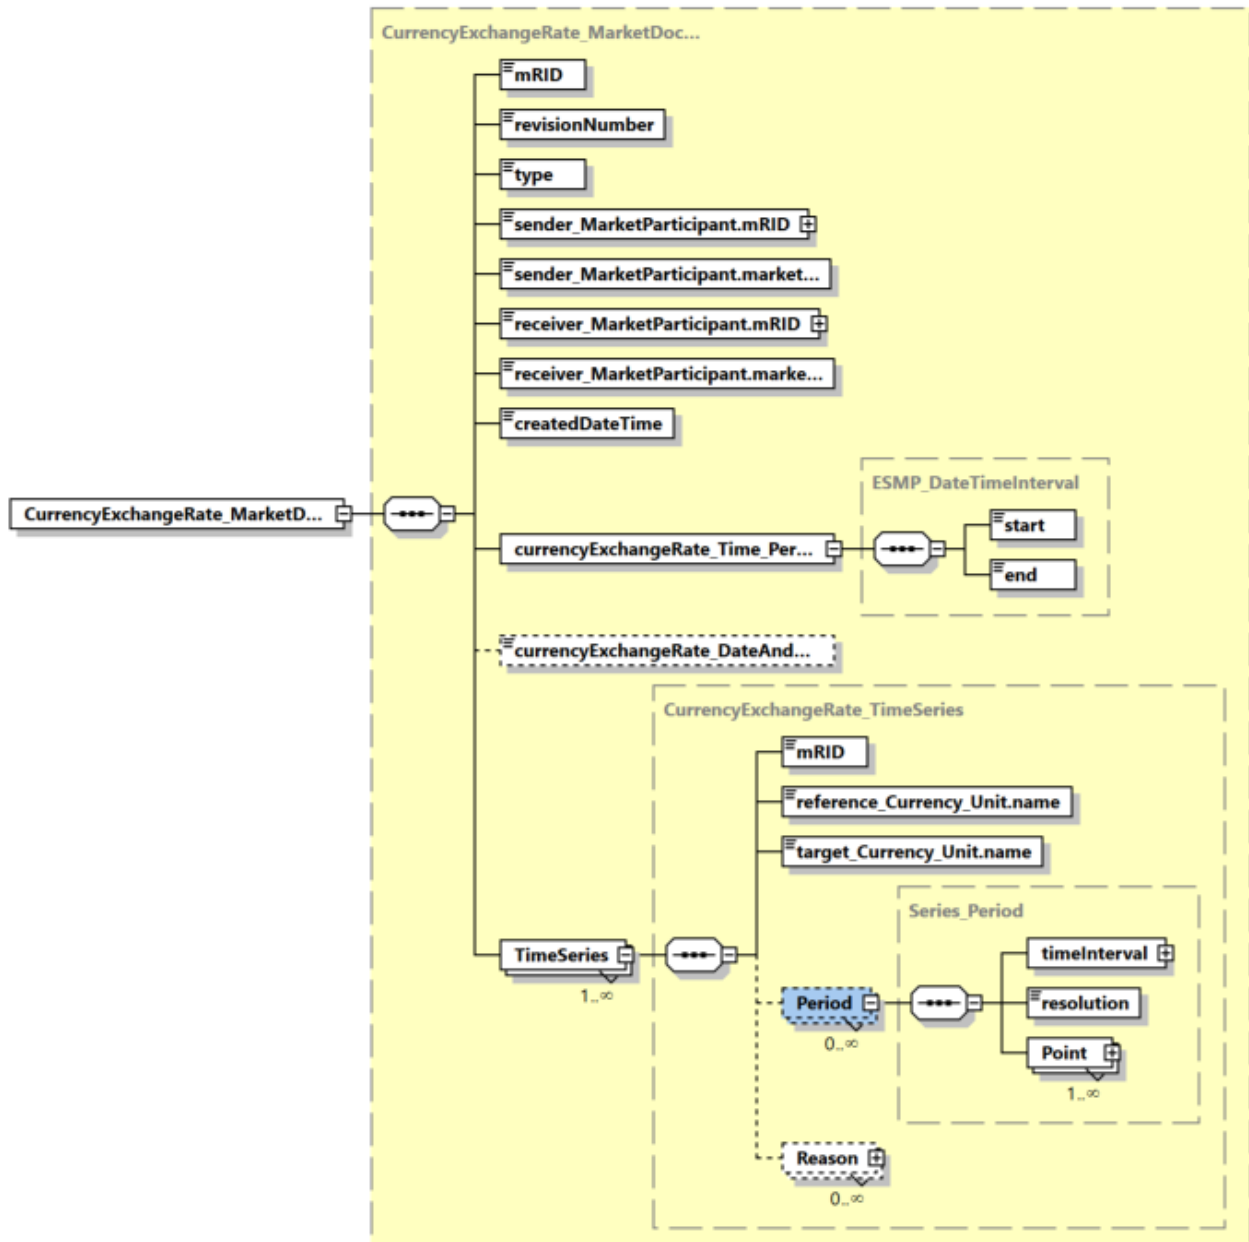 CurrencyExchangeRate_MarketDoc...
mRID
revisionNumber
type
sender_MarketParticipant.mRID
sender_MarketParticipant.market...
receiver_MarketParticipant.mRID
receiver_MarketParticipant.marke...
createdDateTime
CurrencyExchangeRate_MarketD...
ESMP_DateTimeInterval
start
currencyExchangeRate_Time_Per...
end
currencyExchangeRate_DateAnd...
CurrencyExchangeRate_TimeSeries
mRID
reference_Currency_Unit.name
target_Currency_Unit.name
Series_Period
TimeSeries
1..∞
timeInterval
Period
0..∞
resolution
Point
1..∞
Reason
0..∞